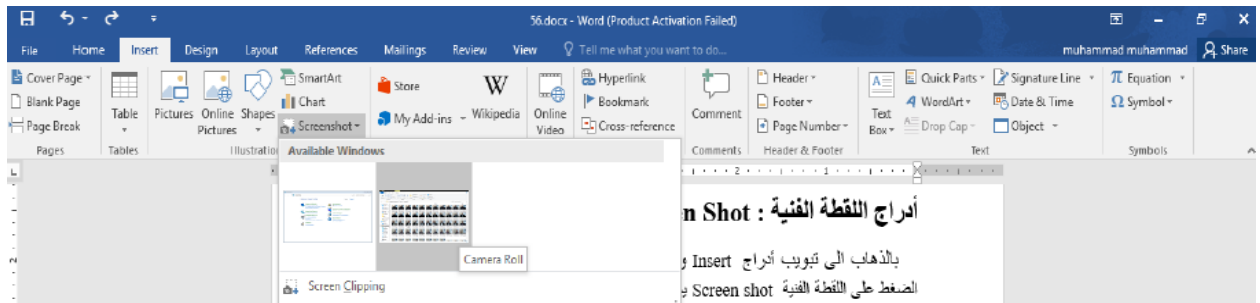 56.docx - Word (Product Activation Failed)
File Home Insert Design Layout References Mailings Review View Tell me what you want to do... muhammad muhammad Share
Cover Page
Blank Page
Page Break
Pages
Table
Tables
Pictures
Online Pictures
Shapes
SmartArt
Chart
Screenshot
Illustratio
Store
My Add-ins
Wikipedia
Online Video
Hyperlink
Bookmark
Cross-reference
Comment
Comments
Header
Footer
Page Number
Header & Footer
Text Box
Quick Parts
WordArt
Drop Cap
Signature Line
Date & Time
Object
Text
Equation
Symbol
Symbols
Available Windows
Camera Roll
Screen Clipping
2 1
أدراج اللقطة الفنية : n Shot
بالذهاب الى تبويب أدراج Insert و
الضغط على اللقطة الفنية Screen shot